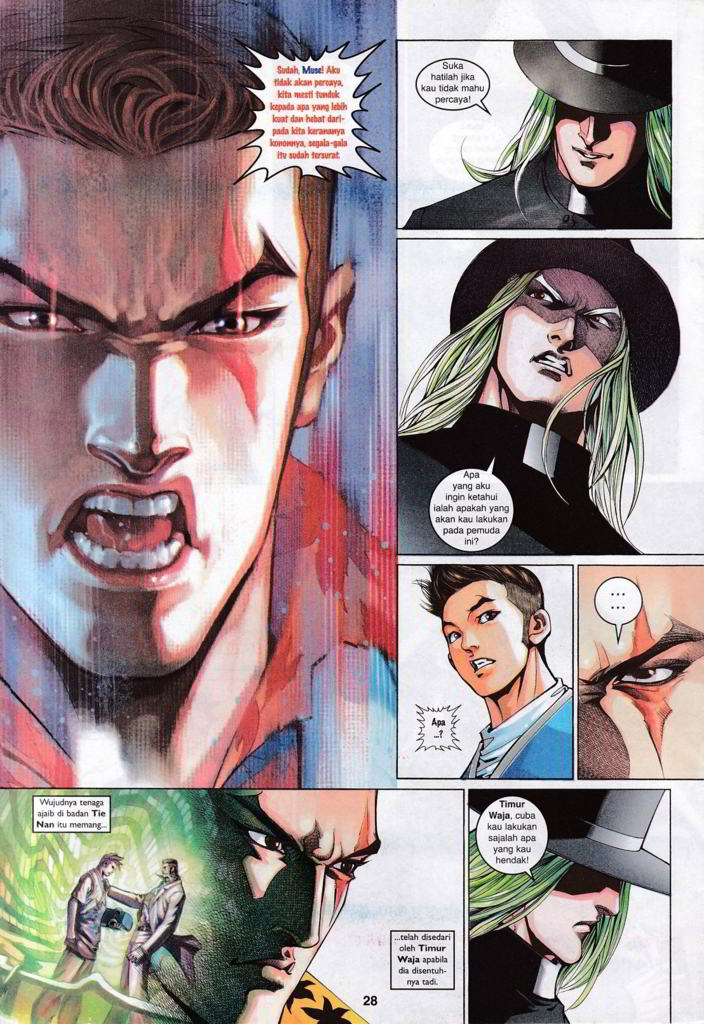 Sudah, Muse! Aku
tidak akan percaya,
kita mesti tunduk
kepada apa yang lebih
kuat dan hebat dari-
pada kita kerananya
kononnya, segala-gala
itu sudah tersurat.
Suka
hatilah jika
kau tidak mahu
percaya!
Apa
yang aku
ingin ketahui
ialah apakah yang
akan kau lakukan
pada pemuda
ini?
Apa
...?
...
...
Wujudnya tenaga
ajaib di badan Tie
Nan itu memang...
...telah disedari
oleh Timur
Waja apabila
dia disentuh-
nya tadi.
Timur
Waja, cuba
kau lakukan
sajalah apa
yang kau
hendak!
28